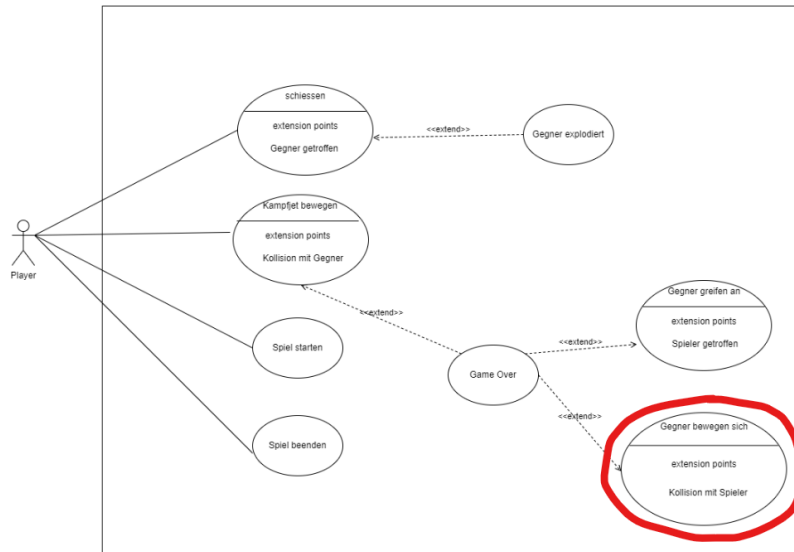 schiessen
extension points
Gegner getroffen
<<extend>>
Gegner explodiert
Kampfjet bewegen
extension points
Kollision mit Gegner
Player
<<extend>>
Gegner greifen an
extension points
Spieler getroffen
<<extend>>
Spiel starten
Game Over
<<extend>>
Gegner bewegen sich
extension points
Kollision mit Spieler
Spiel beenden